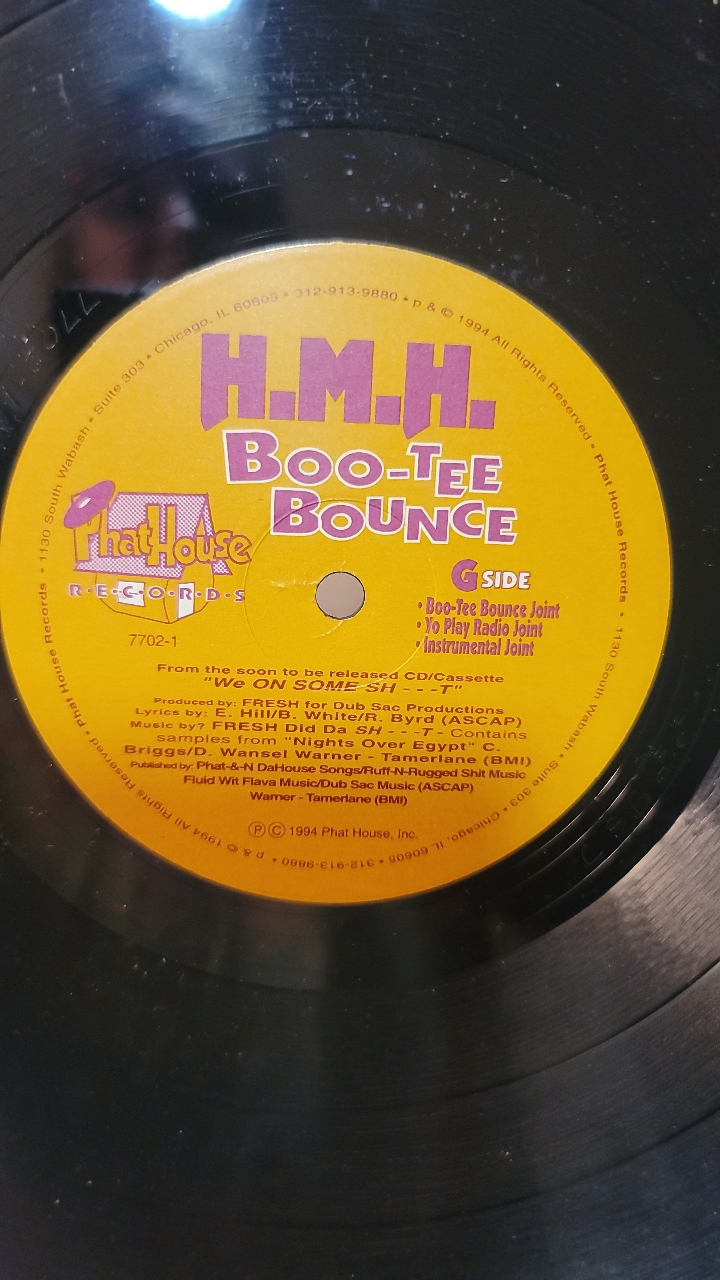 H.M.H.
BOO-TEE
BOUNCE
PhatHouse
R·E·C·O·R·D·S
7702-1
G SIDE
• Boo-Tee Bounce Joint
• Yo Play Radio Joint
• Instrumental Joint
From the soon to be released CD/Cassette
"We ON SOME SH - - -T"
Produced by: FRESH for Dub Sac Productions
Lyrics by: E. Hill/B. White/R. Byrd (ASCAP)
Music by? FRESH Did Da SH - - -T - Contains
samples from "Nights Over Egypt" C.
Briggs/D. Wansel Warner - Tamerlane (BMI)
Published by: Phat-&-N DaHouse Songs/Ruff-N-Rugged Shit Music
Fluid Wit Flava Music/Dub Sac Music (ASCAP)
Warner - Tamerlane (BMI)
Ⓟ© 1994 Phat House, Inc.
Phat House Records • 1130 South Wabash • Suite 303 • Chicago, IL 60605 • 312-913-9880 • p & © 1994 All Rights Reserved • Phat House Records • 1130 South Wabash • Suite 303 • Chicago, IL 60605 • 312-913-9880 • p & © 1994 All Rights Reserved •